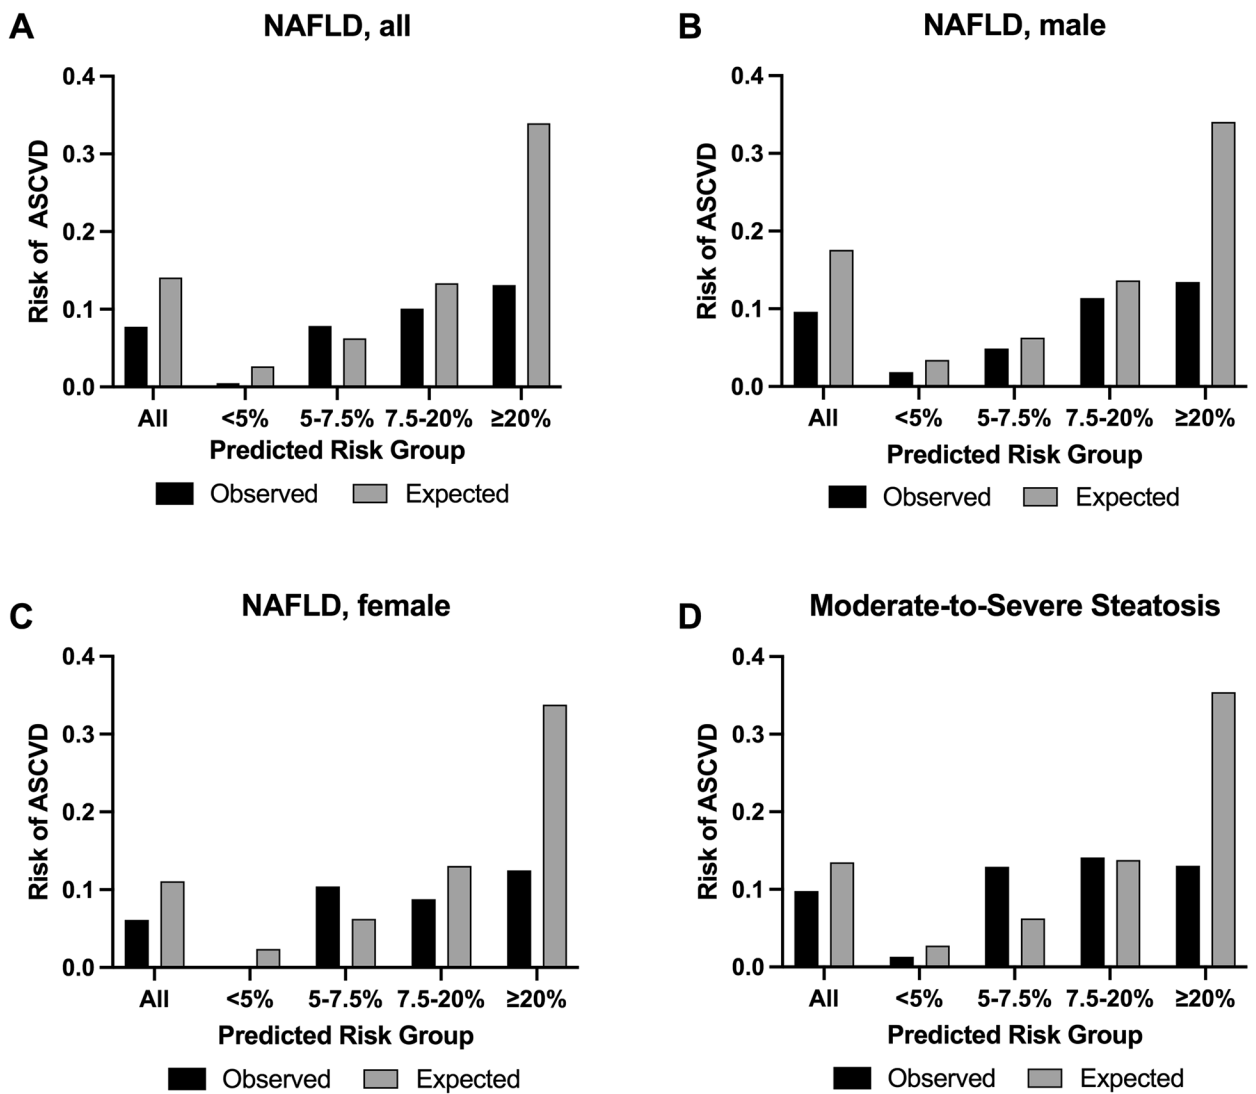 A
NAFLD, all
Risk of ASCVD
0.4
0.3
0.2
0.1
0.0
All <5% 5-7.5% 7.5-20% ≥20%
Predicted Risk Group
Observed Expected
B
NAFLD, male
Risk of ASCVD
0.4
0.3
0.2
0.1
0.0
All <5% 5-7.5% 7.5-20% ≥20%
Predicted Risk Group
Observed Expected
C
NAFLD, female
Risk of ASCVD
0.4
0.3
0.2
0.1
0.0
All <5% 5-7.5% 7.5-20% ≥20%
Predicted Risk Group
Observed Expected
D
Moderate-to-Severe Steatosis
Risk of ASCVD
0.4
0.3
0.2
0.1
0.0
All <5% 5-7.5% 7.5-20% ≥20%
Predicted Risk Group
Observed Expected